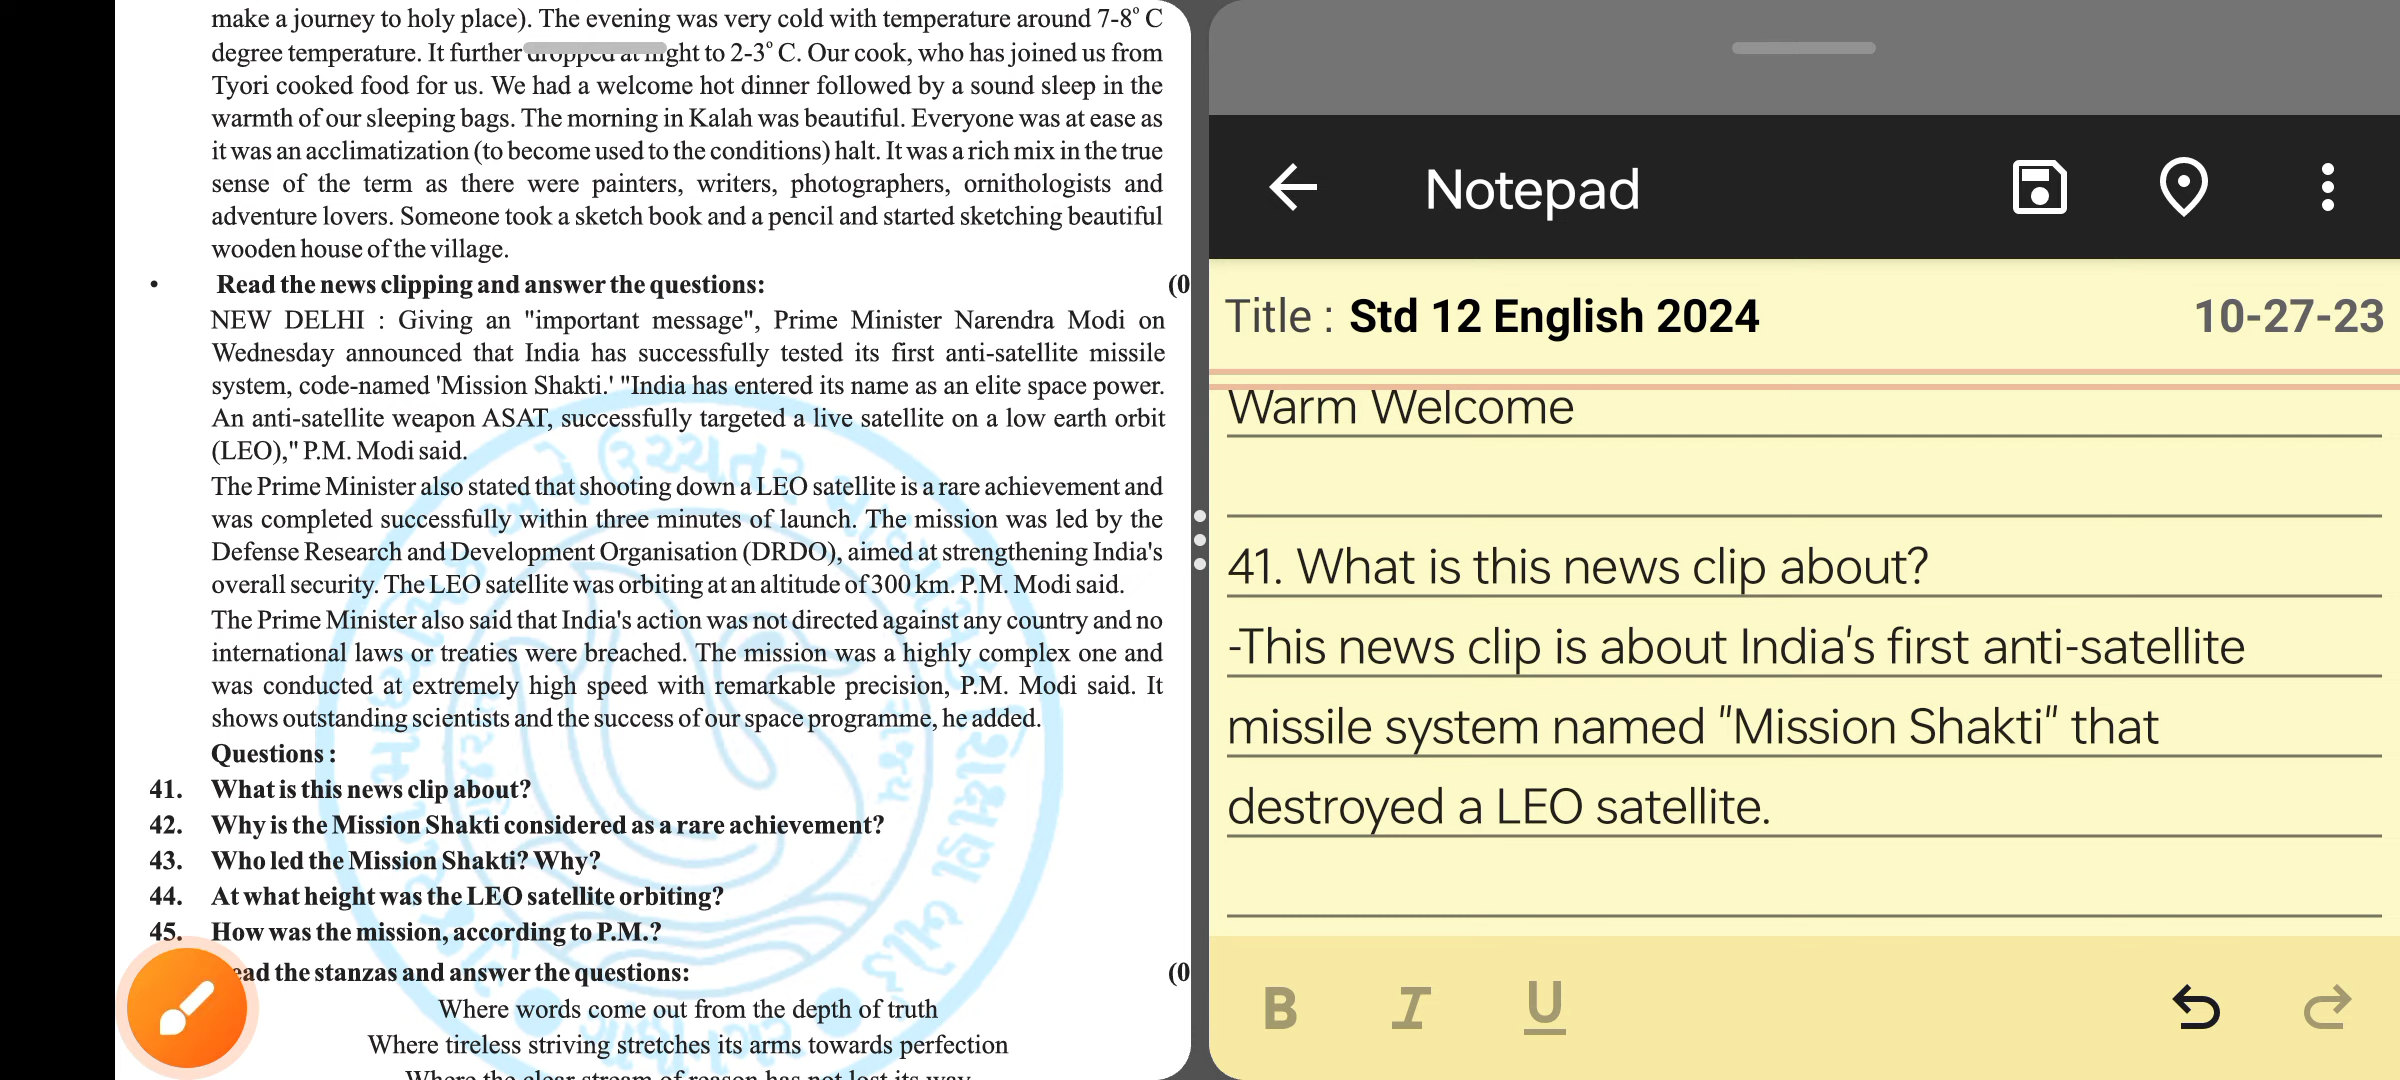 make a journey to holy place). The evening was very cold with temperature around 7-8° C
degree temperature. It further dropped at night to 2-3° C. Our cook, who has joined us from
Tyori cooked food for us. We had a welcome hot dinner followed by a sound sleep in the
warmth of our sleeping bags. The morning in Kalah was beautiful. Everyone was at ease as
it was an acclimatization (to become used to the conditions) halt. It was a rich mix in the true
sense of the term as there were painters, writers, photographers, ornithologists and
adventure lovers. Someone took a sketch book and a pencil and started sketching beautiful
wooden house of the village.
• Read the news clipping and answer the questions: (0
NEW DELHI : Giving an "important message", Prime Minister Narendra Modi on
Wednesday announced that India has successfully tested its first anti-satellite missile
system, code-named 'Mission Shakti.' "India has entered its name as an elite space power.
An anti-satellite weapon ASAT, successfully targeted a live satellite on a low earth orbit
(LEO)," P.M. Modi said.
The Prime Minister also stated that shooting down a LEO satellite is a rare achievement and
was completed successfully within three minutes of launch. The mission was led by the
Defense Research and Development Organisation (DRDO), aimed at strengthening India's
overall security. The LEO satellite was orbiting at an altitude of 300 km. P.M. Modi said.
The Prime Minister also said that India's action was not directed against any country and no
international laws or treaties were breached. The mission was a highly complex one and
was conducted at extremely high speed with remarkable precision, P.M. Modi said. It
shows outstanding scientists and the success of our space programme, he added.
Questions :
41. What is this news clip about?
42. Why is the Mission Shakti considered as a rare achievement?
43. Who led the Mission Shakti? Why?
44. At what height was the LEO satellite orbiting?
45. How was the mission, according to P.M.?
ead the stanzas and answer the questions: (0
Where words come out from the depth of truth
Where tireless striving stretches its arms towards perfection
Where the clear stream of reason has not lost its way
Notepad
Title : Std 12 English 2024 10-27-23
Warm Welcome
41. What is this news clip about?
-This news clip is about India's first anti-satellite
missile system named "Mission Shakti" that
destroyed a LEO satellite.
B I U